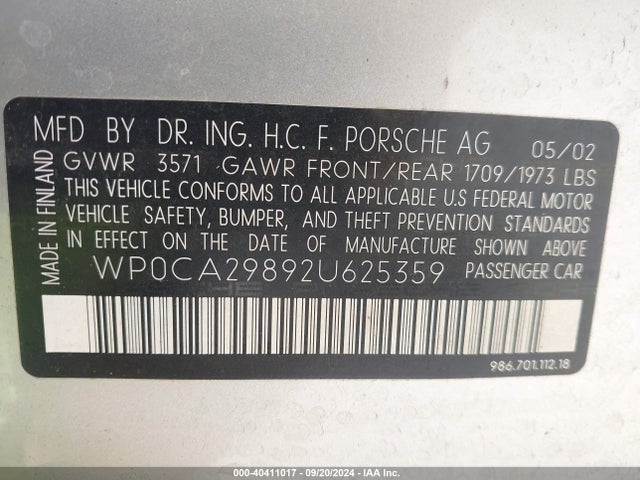 MFD BY DR. ING. H.C. F. PORSCHE AG 05/02
GVWR 3571 GAWR FRONT/REAR 1709/1973 LBS
THIS VEHICLE CONFORMS TO ALL APPLICABLE U.S FEDERAL MOTOR
VEHICLE SAFETY, BUMPER, AND THEFT PREVENTION STANDARDS
IN EFFECT ON THE DATE OF MANUFACTURE SHOWN ABOVE
WP0CA29892U625359 PASSENGER CAR
MADE IN FINLAND
986.701.112.18
000-40411017 - 09/20/2024 - IAA Inc.